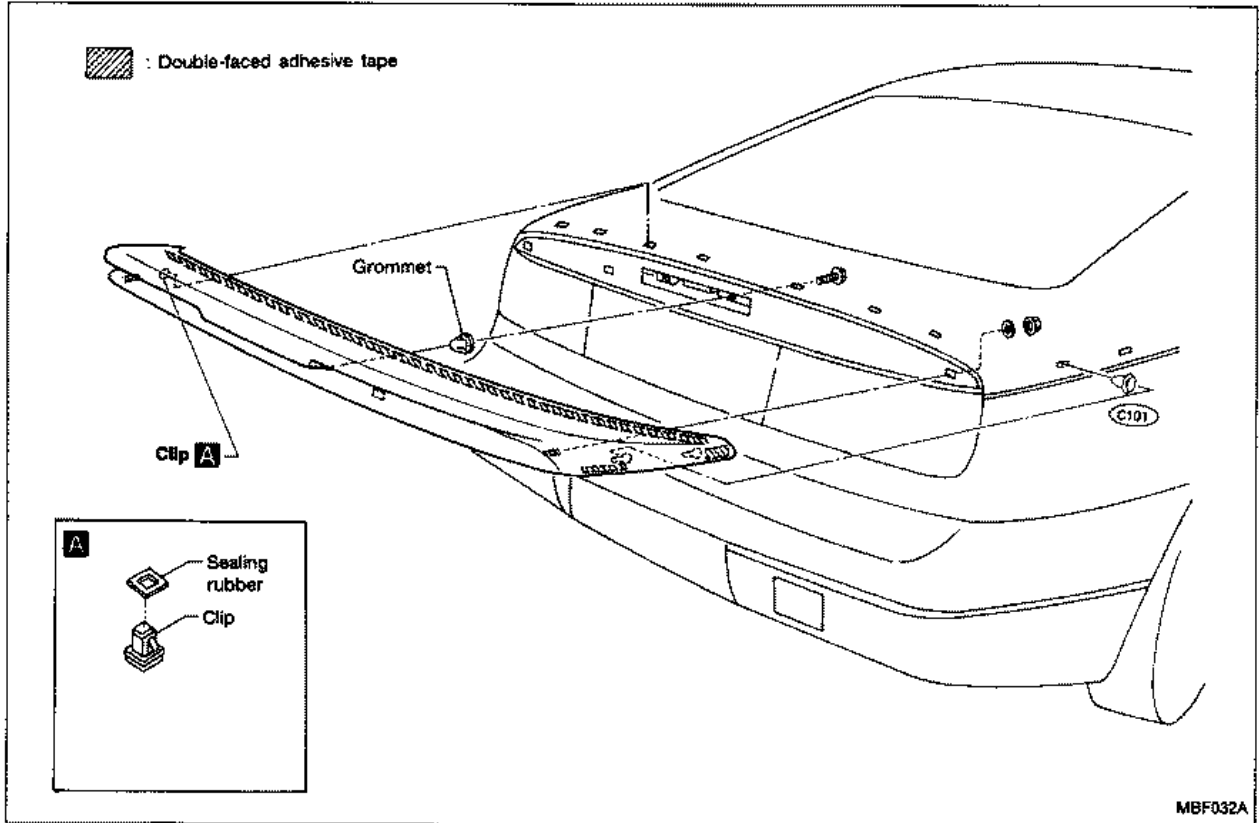 : Double-faced adhesive tape
Grommet
C101
Clip A
A
Sealing
rubber
Clip
MBF032A